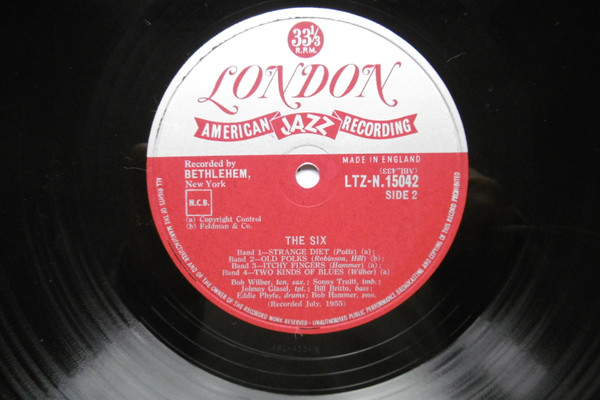 33⅓
R.P.M.
LONDON
AMERICAN JAZZ RECORDING
Recorded by
BETHLEHEM,
New York
MADE IN ENGLAND
LTZ-N.15042
SIDE 2
N.C.B.
(a) Copyright Control
(b) Feldman & Co.
THE SIX
Band 1—STRANGE DIET (Potts) (a);
Band 2—OLD FOLKS (Robinson, Hill) (b);
Band 3—ITCHY FINGERS (Hammer) (a);
Band 4—TWO KINDS OF BLUES (Wilber) (a)
Bob Wilber, ten. sax.; Sonny Truitt, tmb.;
Johnny Glasel, tpt.; Bill Britto, bass;
Eddie Phyfe, drums; Bob Hammer, pno.
(Recorded July, 1955)
ALL RIGHTS OF THE MANUFACTURER AND OF THE OWNER OF THE RECORDED WORK RESERVED—UNAUTHORISED PUBLIC PERFORMANCE, BROADCASTING AND COPYING OF THIS RECORD PROHIBITED